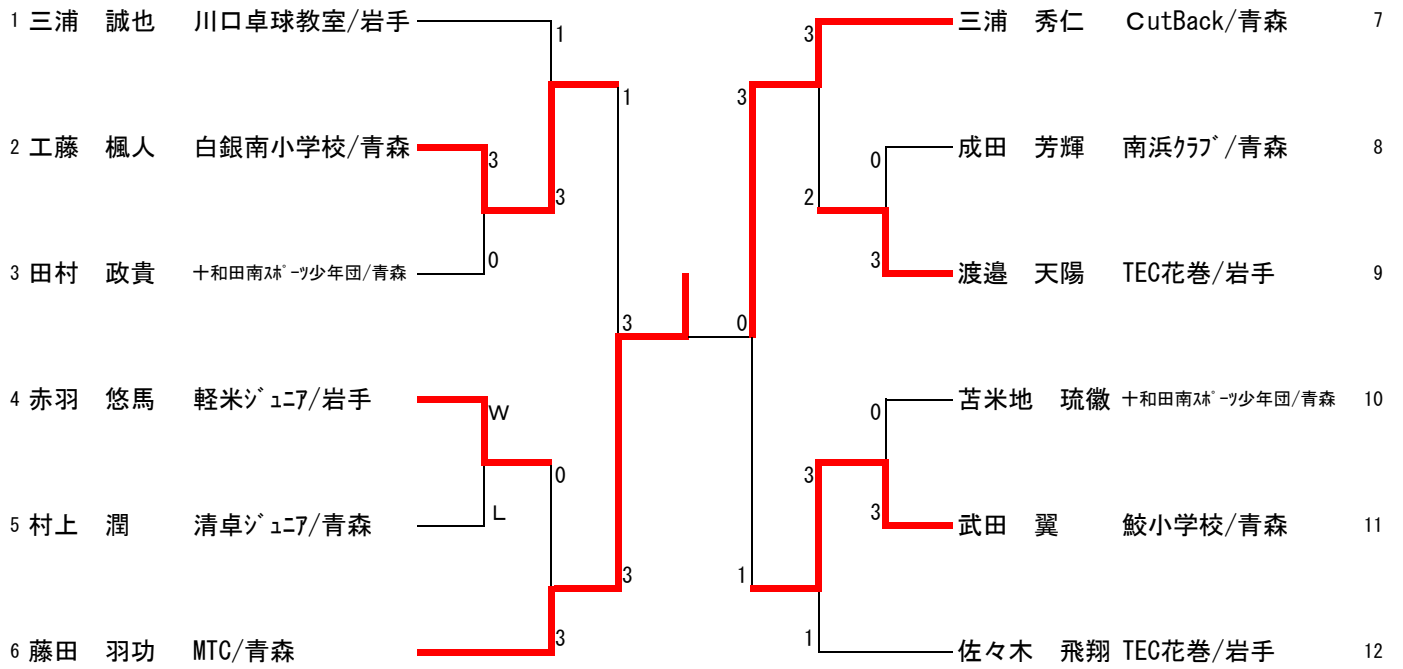 1 三浦　誠也　川口卓球教室/岩手
1
3
三浦　秀仁　CutBack/青森　7
1
3
2 工藤　楓人　白銀南小学校/青森
3
0
成田　芳輝　南浜ｸﾗﾌﾞ/青森　8
3
2
3 田村　政貴　十和田南ｽﾎﾟｰﾂ少年団/青森
0
3
渡邉　天陽　TEC花巻/岩手　9
3
0
4 赤羽　悠馬　軽米ｼﾞｭﾆｱ/岩手
W
0
苫米地　琉徽　十和田南ｽﾎﾟｰﾂ少年団/青森　10
0
3
5 村上　潤　清卓ｼﾞｭﾆｱ/青森
L
3
武田　翼　鮫小学校/青森　11
3
1
6 藤田　羽功　MTC/青森
3
1
佐々木　飛翔　TEC花巻/岩手　12